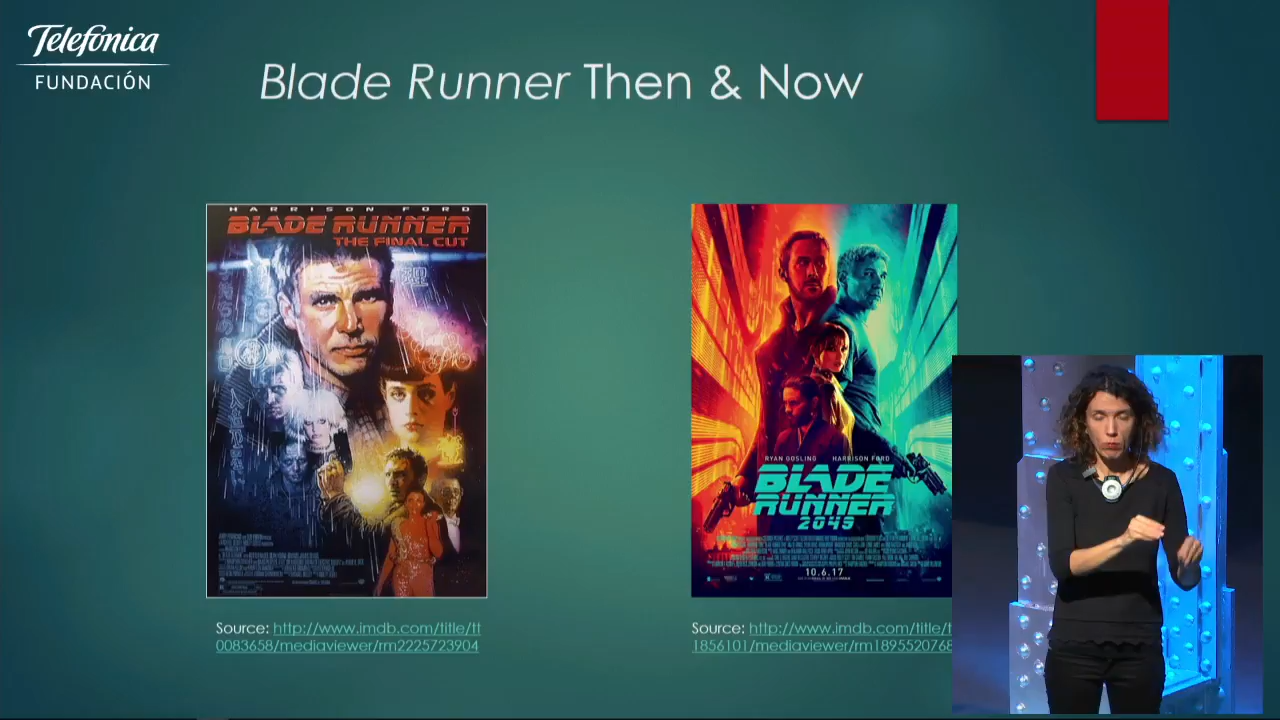 Telefónica
FUNDACIÓN
Blade Runner Then & Now
HARRISON FORD
BLADE RUNNER
THE FINAL CUT
RYAN GOSLING HARRISON FORD
BLADE
RUNNER
2049
10.6.17
Source: http://www.imdb.com/title/tt
0083658/mediaviewer/rm2225723904
Source: http://www.imdb.com/title/t
1856101/mediaviewer/rm1895520768